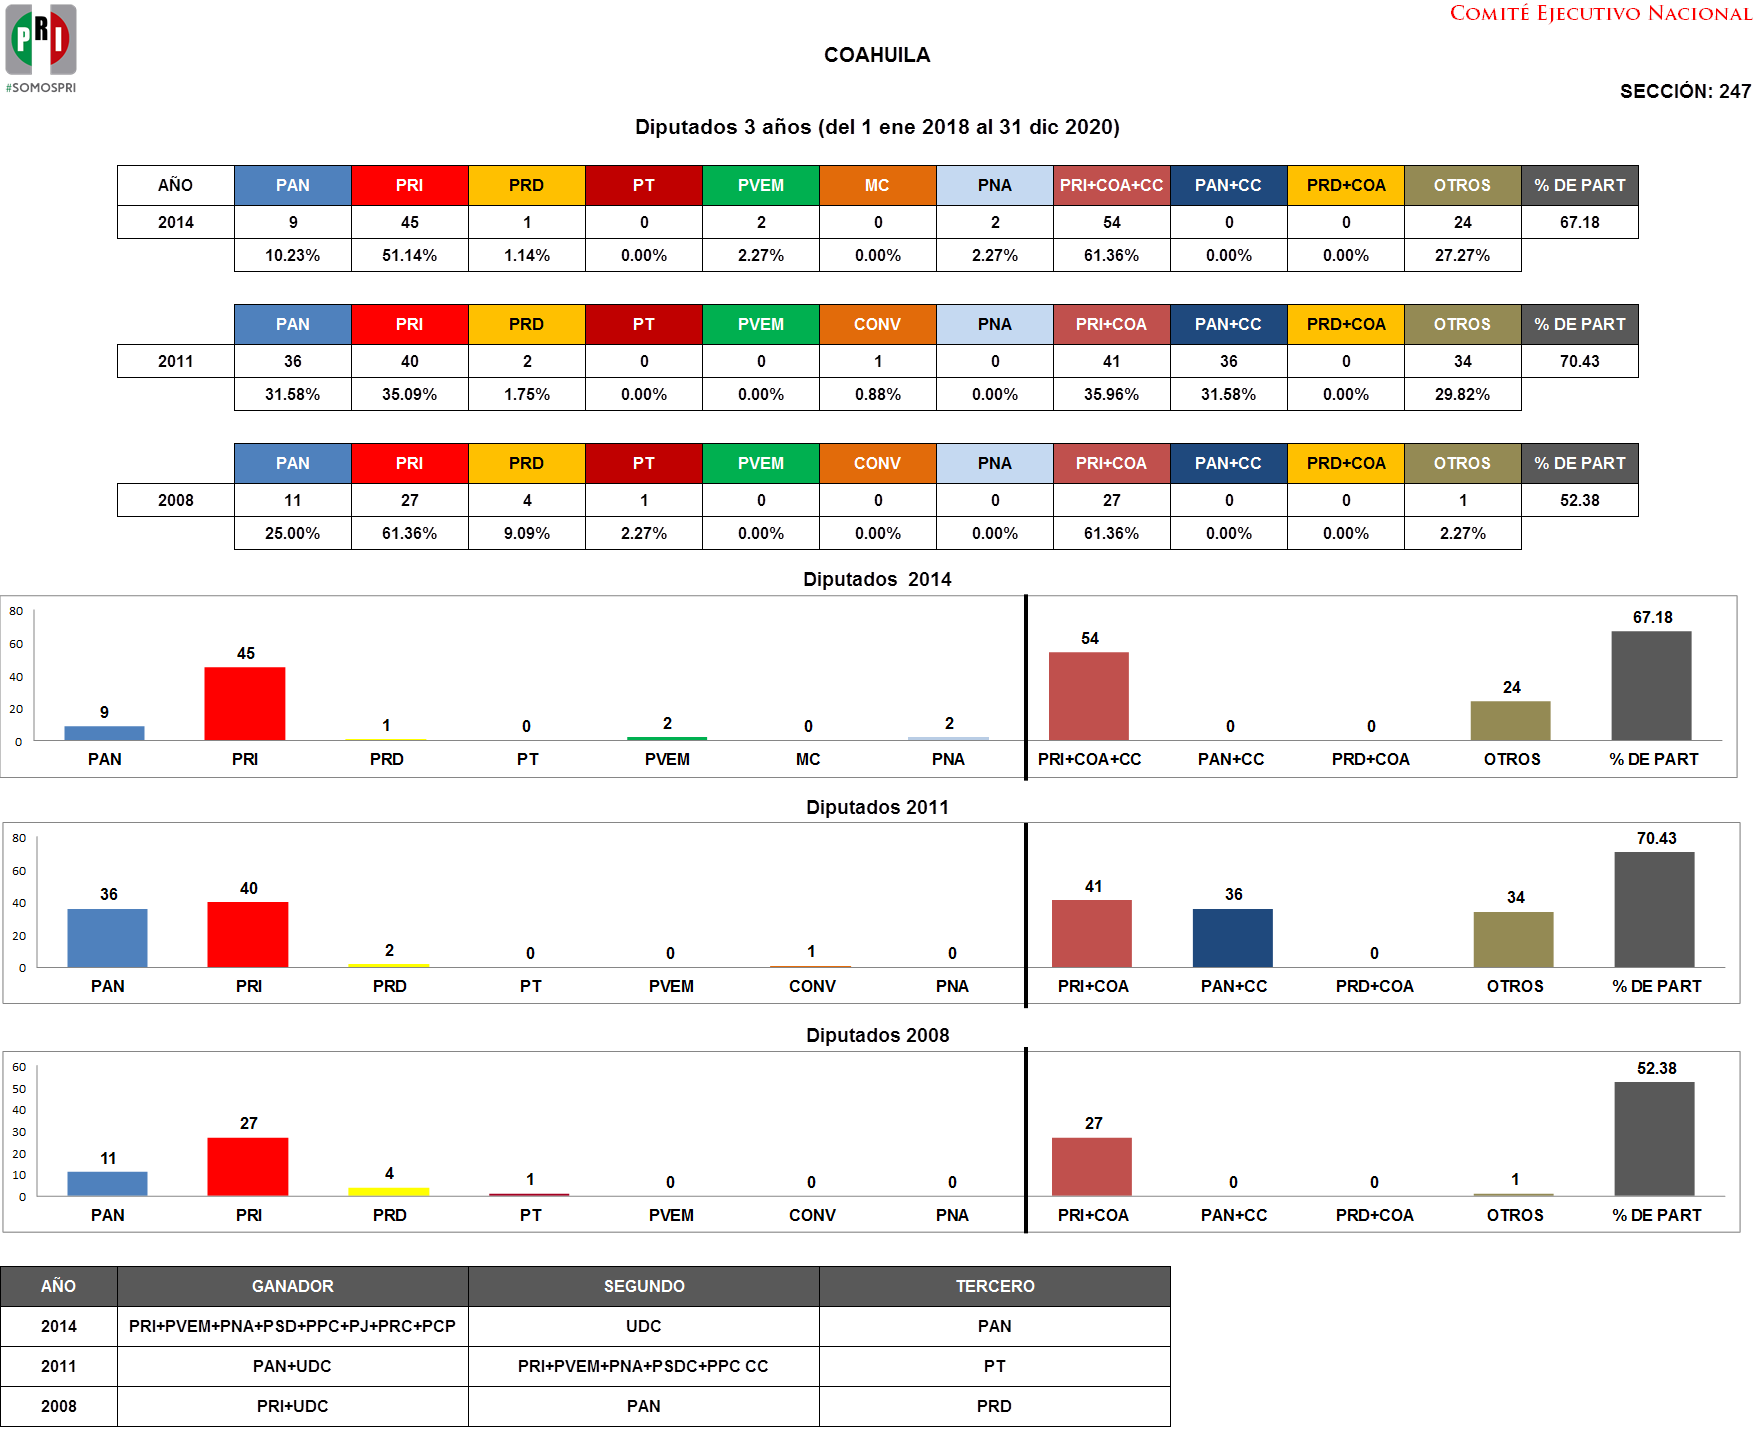 PRI
#SOMOSPRI
COMITÉ EJECUTIVO NACIONAL
COAHUILA
SECCIÓN: 247
Diputados 3 años (del 1 ene 2018 al 31 dic 2020)
AÑO PAN PRI PRD PT PVEM MC PNA PRI+COA+CC PAN+CC PRD+COA OTROS % DE PART
2014 9 45 1 0 2 0 2 54 0 0 24 67.18
10.23% 51.14% 1.14% 0.00% 2.27% 0.00% 2.27% 61.36% 0.00% 0.00% 27.27%
PAN PRI PRD PT PVEM CONV PNA PRI+COA PAN+CC PRD+COA OTROS % DE PART
2011 36 40 2 0 0 1 0 41 36 0 34 70.43
31.58% 35.09% 1.75% 0.00% 0.00% 0.88% 0.00% 35.96% 31.58% 0.00% 29.82%
PAN PRI PRD PT PVEM CONV PNA PRI+COA PAN+CC PRD+COA OTROS % DE PART
2008 11 27 4 1 0 0 0 27 0 0 1 52.38
25.00% 61.36% 9.09% 2.27% 0.00% 0.00% 0.00% 61.36% 0.00% 0.00% 2.27%
Diputados 2014
80
60
40
20
0
9 45 1 0 2 0 2 54 0 0 24 67.18
PAN PRI PRD PT PVEM MC PNA PRI+COA+CC PAN+CC PRD+COA OTROS % DE PART
Diputados 2011
80
60
40
20
0
36 40 2 0 0 1 0 41 36 0 34 70.43
PAN PRI PRD PT PVEM CONV PNA PRI+COA PAN+CC PRD+COA OTROS % DE PART
Diputados 2008
60
50
40
30
20
10
0
11 27 4 1 0 0 0 27 0 0 1 52.38
PAN PRI PRD PT PVEM CONV PNA PRI+COA PAN+CC PRD+COA OTROS % DE PART
AÑO GANADOR SEGUNDO TERCERO
2014 PRI+PVEM+PNA+PSD+PPC+PJ+PRC+PCP UDC PAN
2011 PAN+UDC PRI+PVEM+PNA+PSDC+PPC CC PT
2008 PRI+UDC PAN PRD